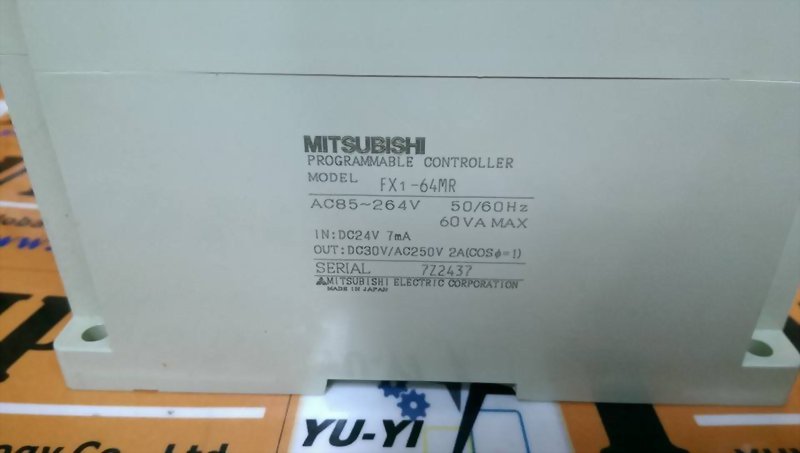 MITSUBISHI
PROGRAMMABLE CONTROLLER
MODEL FX1-64MR
AC85~264V 50/60Hz
60VA MAX
IN:DC24V 7mA
OUT:DC30V/AC250V 2A(COSφ=1)
SERIAL 7Z2437
MITSUBISHI ELECTRIC CORPORATION
MADE IN JAPAN
YU-YI